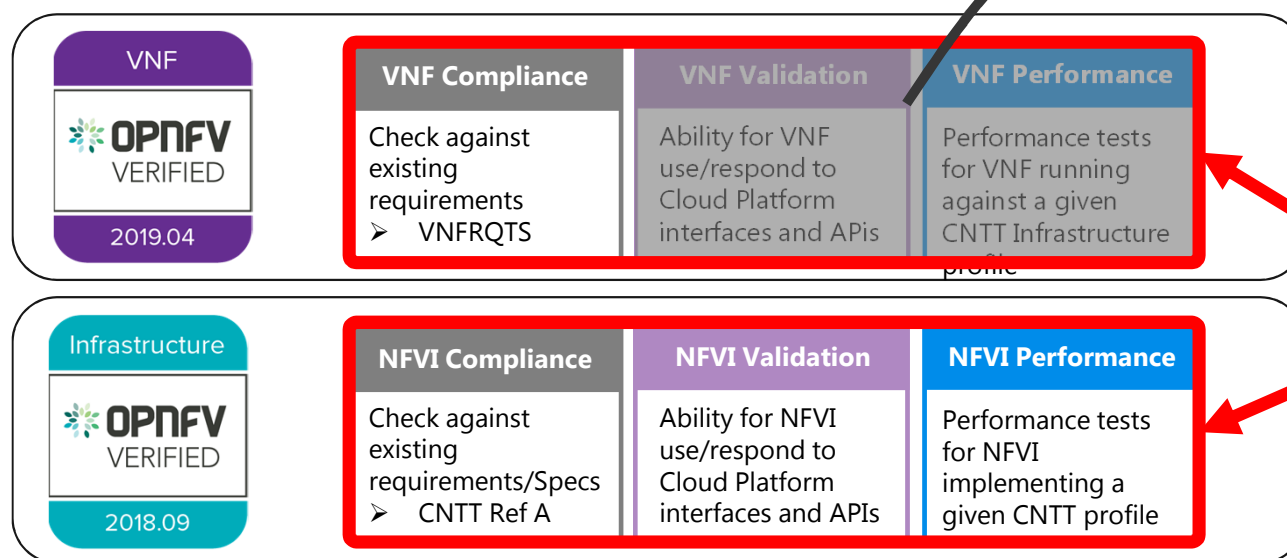 VNF
OPNFV
VERIFIED
2019.04
VNF Compliance
Check against
existing
requirements
➢ VNFRQTS
VNF Validation
Ability for VNF
use/respond to
Cloud Platform
interfaces and APis
VNF Performance
Performance tests
for VNF running
against a given
CNTT Infrastructure
profile
Infrastructure
OPNFV
VERIFIED
2018.09
NFVI Compliance
Check against
existing
requirements/Specs
➢ CNTT Ref A
NFVI Validation
Ability for NFVI
use/respond to
Cloud Platform
interfaces and APIs
NFVI Performance
Performance tests
for NFVI
implementing a
given CNTT profile